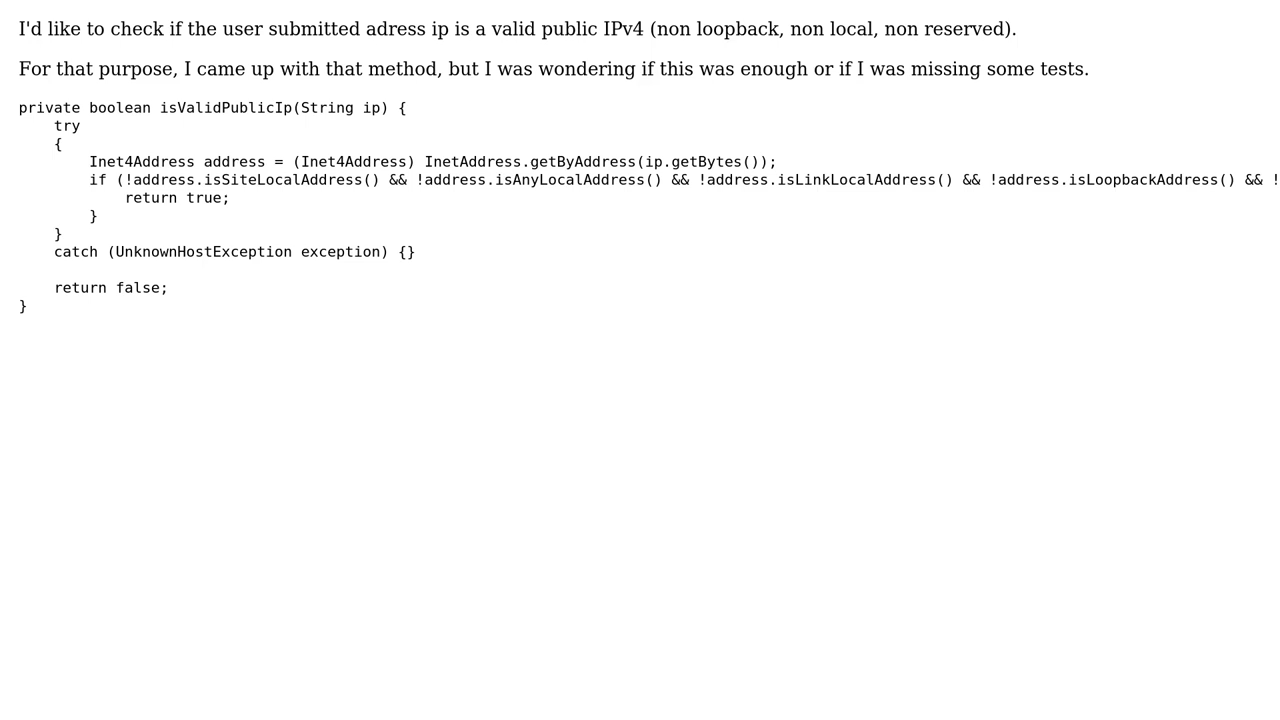 I'd like to check if the user submitted adress ip is a valid public IPv4 (non loopback, non local, non reserved).
For that purpose, I came up with that method, but I was wondering if this was enough or if I was missing some tests.
private boolean isValidPublicIp(String ip) {
    try
    {
        Inet4Address address = (Inet4Address) InetAddress.getByAddress(ip.getBytes());
        if (!address.isSiteLocalAddress() && !address.isAnyLocalAddress() && !address.isLinkLocalAddress() && !address.isLoopbackAddress() && !
            return true;
        }
    }
    catch (UnknownHostException exception) {}
    return false;
}